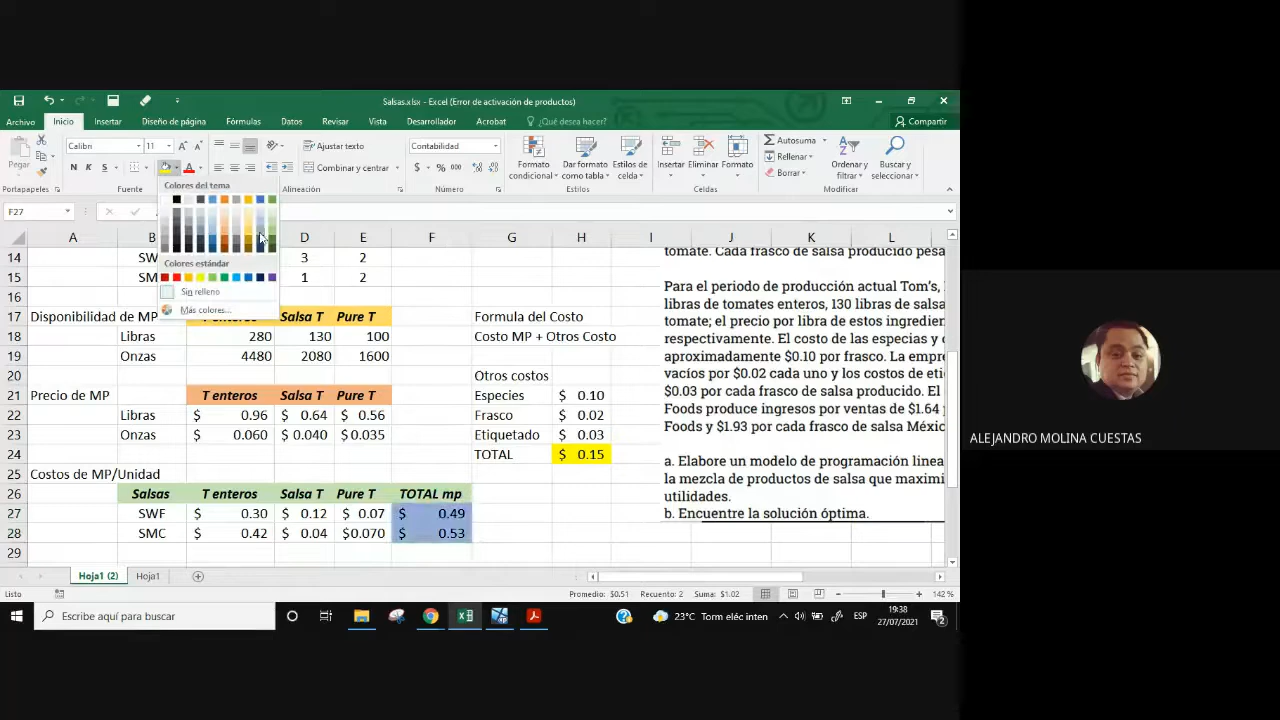 Salsas.xlsx - Excel (Error de activación de productos)
Archivo Inicio Insertar Diseño de página Fórmulas Datos Revisar Vista Desarrollador Acrobat ¿Qué desea hacer? Compartir
Pegar
Calibri 11
N K S
Ajustar texto
Combinar y centrar
Contabilidad
$ % 000
Formato condicional
Dar formato como tabla
Estilos de celda
Insertar Eliminar Formato
Autosuma
Rellenar
Borrar
Ordenar y filtrar
Buscar y seleccionar
Portapapeles Fuente Alineación Número Estilos Celdas Modificar
Colores del tema
Colores estándar
Sin relleno
Más colores...
F27
A B D E F G H I J K L
14 SW 3 2
15 SM 1 2
16
17 Disponibilidad de MP T enteros Salsa T Pure T Formula del Costo
18 Libras 280 130 100 Costo MP + Otros Costo
19 Onzas 4480 2080 1600
20 Otros costos
21 Precio de MP T enteros Salsa T Pure T Especies $ 0.10
22 Libras $ 0.96 $ 0.64 $ 0.56 Frasco $ 0.02
23 Onzas $ 0.060 $ 0.040 $ 0.035 Etiquetado $ 0.03
24 TOTAL $ 0.15
25 Costos de MP/Unidad
26 Salsas T enteros Salsa T Pure T TOTAL mp
27 SWF $ 0.30 $ 0.12 $ 0.07 $ 0.49
28 SMC $ 0.42 $ 0.04 $0.070 $ 0.53
29
tomate. Cada frasco de salsa producido pesa
Para el periodo de producción actual Tom's,
libras de tomates enteros, 130 libras de salsa
tomate; el precio por libra de estos ingredien
respectivamente. El costo de las especias y
aproximadamente $0.10 por frasco. La empre
vacíos por $0.02 cada uno y los costos de eti
$0.03 por cada frasco de salsa producido. El
Foods produce ingresos por ventas de $1.64
Foods y $1.93 por cada frasco de salsa Méxi
a. Elabore un modelo de programación linea
la mezcla de productos de salsa que maximi
utilidades.
b. Encuentre la solución óptima.
Hoja1 (2) Hoja1
Listo Promedio: $0.51 Recuento: 2 Suma: $1.02 142 %
Escribe aquí para buscar
23°C Torm eléc inten
ESP
19:38
27/07/2021
2
ALEJANDRO MOLINA CUESTAS